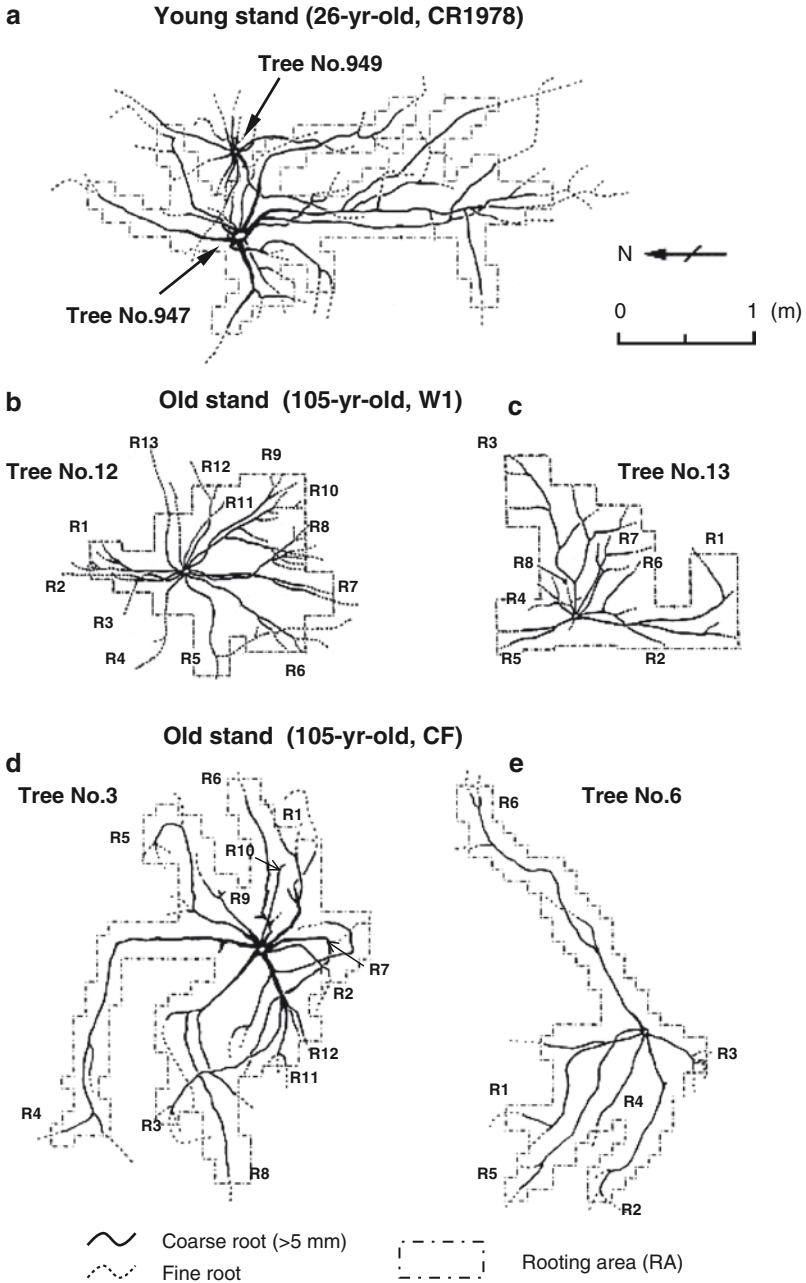 a Young stand (26-yr-old, CR1978)
Tree No.949
Tree No.947
N
0 1 (m)
Old stand (105-yr-old, W1)
b
Tree No.12
R13
R12
R9
R10
R11
R8
R1
R2
R7
R3
R4
R5
R6
c
Tree No.13
R3
R7
R1
R8
R6
R4
R5
R2
Old stand (105-yr-old, CF)
d
Tree No.3
R6
R1
R5
R10
R9
R7
R2
R12
R11
R4
R3
R8
e
Tree No.6
R6
R3
R1
R4
R5
R2
Coarse root (>5 mm)
Fine root
Rooting area (RA)